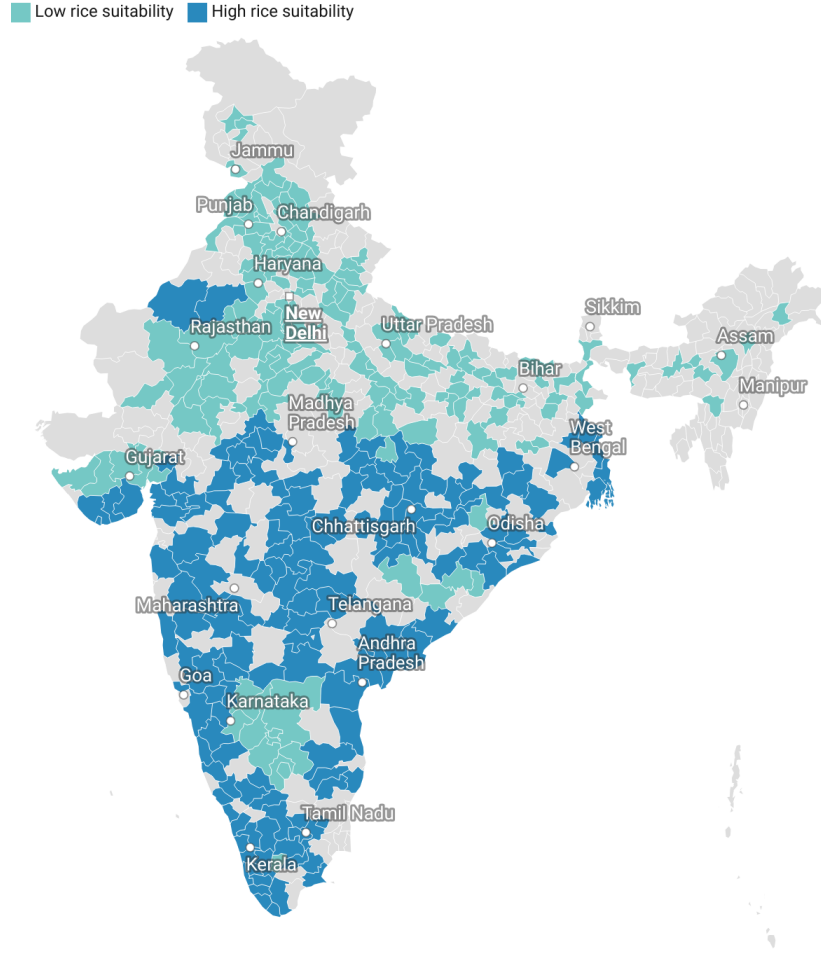 Low rice suitability
High rice suitability
Jammu
Punjab
Chandigarh
Haryana
New
Delhi
Rajasthan
Uttar Pradesh
Sikkim
Assam
Bihar
Manipur
Madhya
Pradesh
West
Bengal
Gujarat
Chhattisgarh
Odisha
Maharashtra
Telangana
Andhra
Pradesh
Goa
Karnataka
Tamil Nadu
Kerala